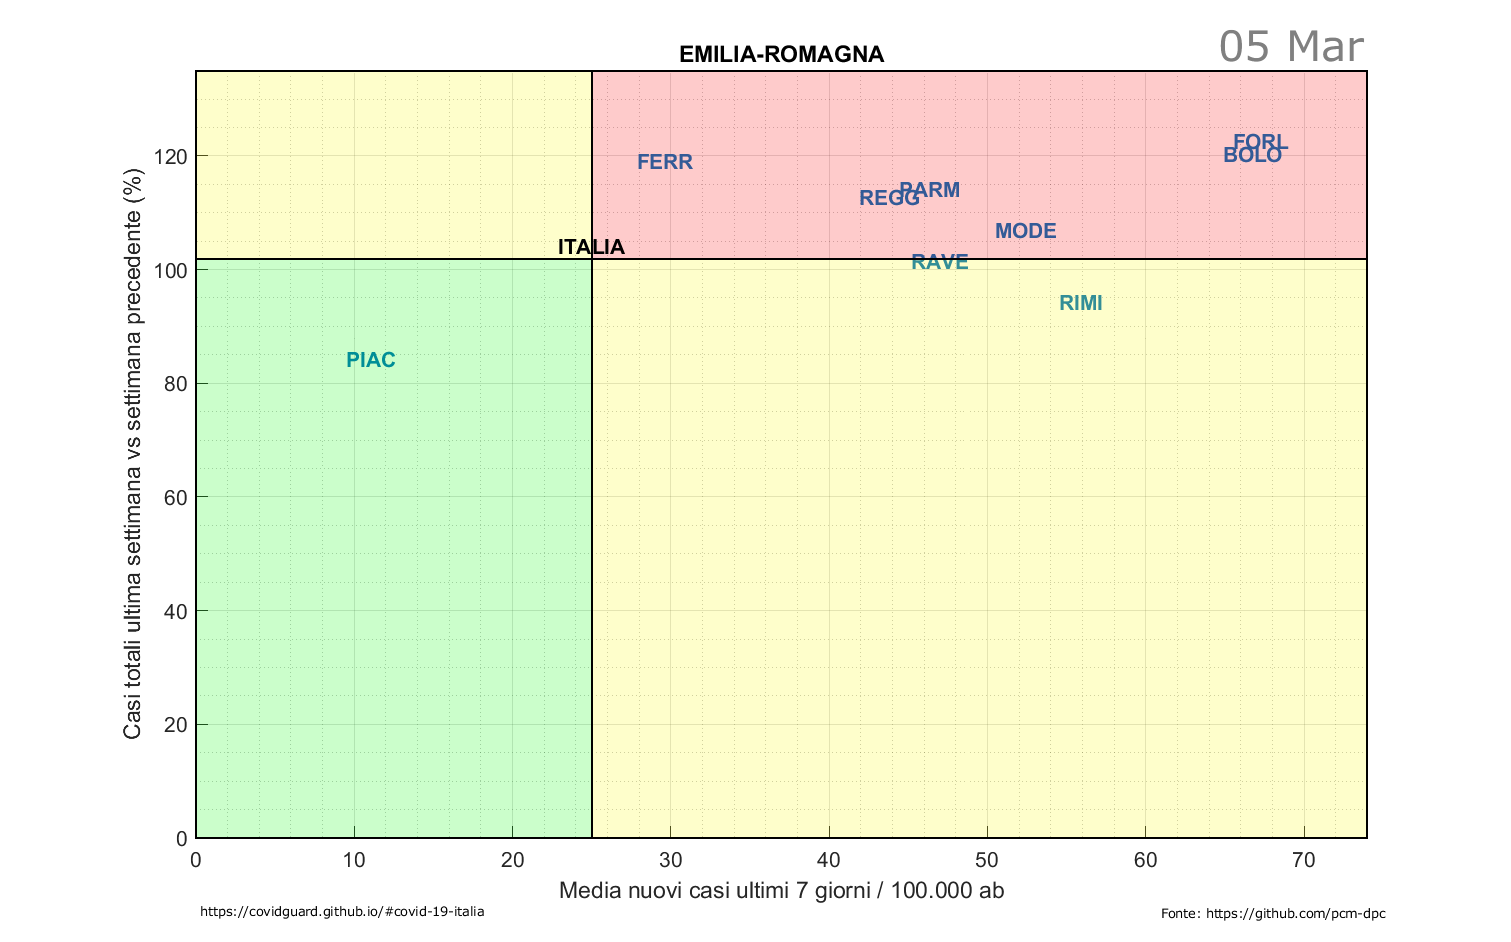 05 Mar
EMILIA-ROMAGNA
Casi totali ultima settimana vs settimana precedente (%)
120
100
80
60
40
20
0
FORL
BOLO
FERR
PARM
REGG
MODE
ITALIA
RAVE
RIMI
PIAC
0 10 20 30 40 50 60 70
Media nuovi casi ultimi 7 giorni / 100.000 ab
https://covidguard.github.io/#covid-19-italia
Fonte: https://github.com/pcm-dpc